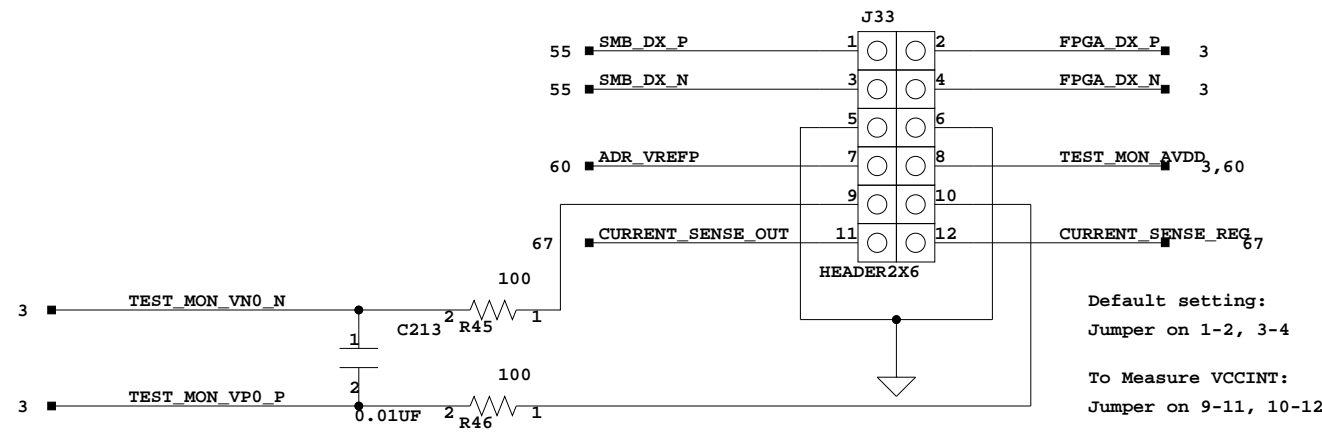 J33
55 SMB_DX_P 1 2 FPGA_DX_P 3
55 SMB_DX_N 3 4 FPGA_DX_N 3
5 6
60 ADR_VREFP 7 8 TEST_MON_AVDD 3,60
9 10
67 CURRENT_SENSE_OUT 11 12 CURRENT_SENSE_REG 67
HEADER2X6
100
3 TEST_MON_VN0_N C213 2 R45 1
1
2
100
3 TEST_MON_VP0_P 0.01UF 2 R46 1
Default setting:
Jumper on 1-2, 3-4
To Measure VCCINT:
Jumper on 9-11, 10-12